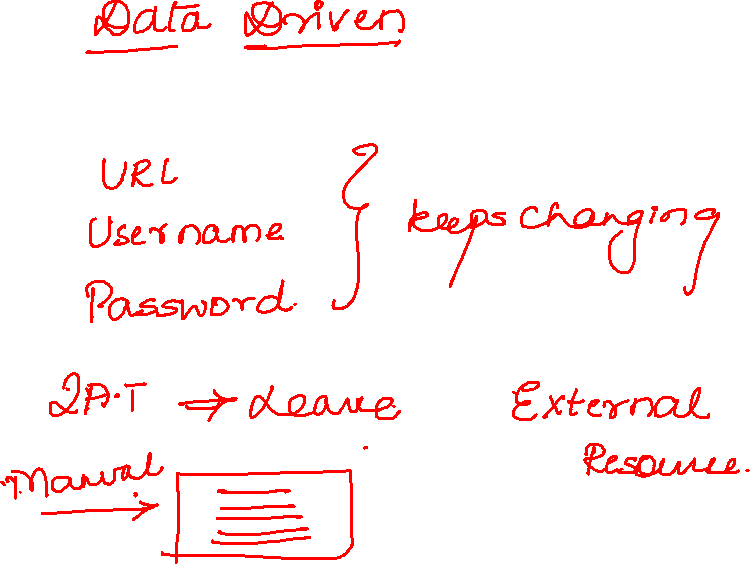 Data Driven
URL
Username
Password
keeps changing
2A.T ⇒ Leave
External
Resource.
Manual